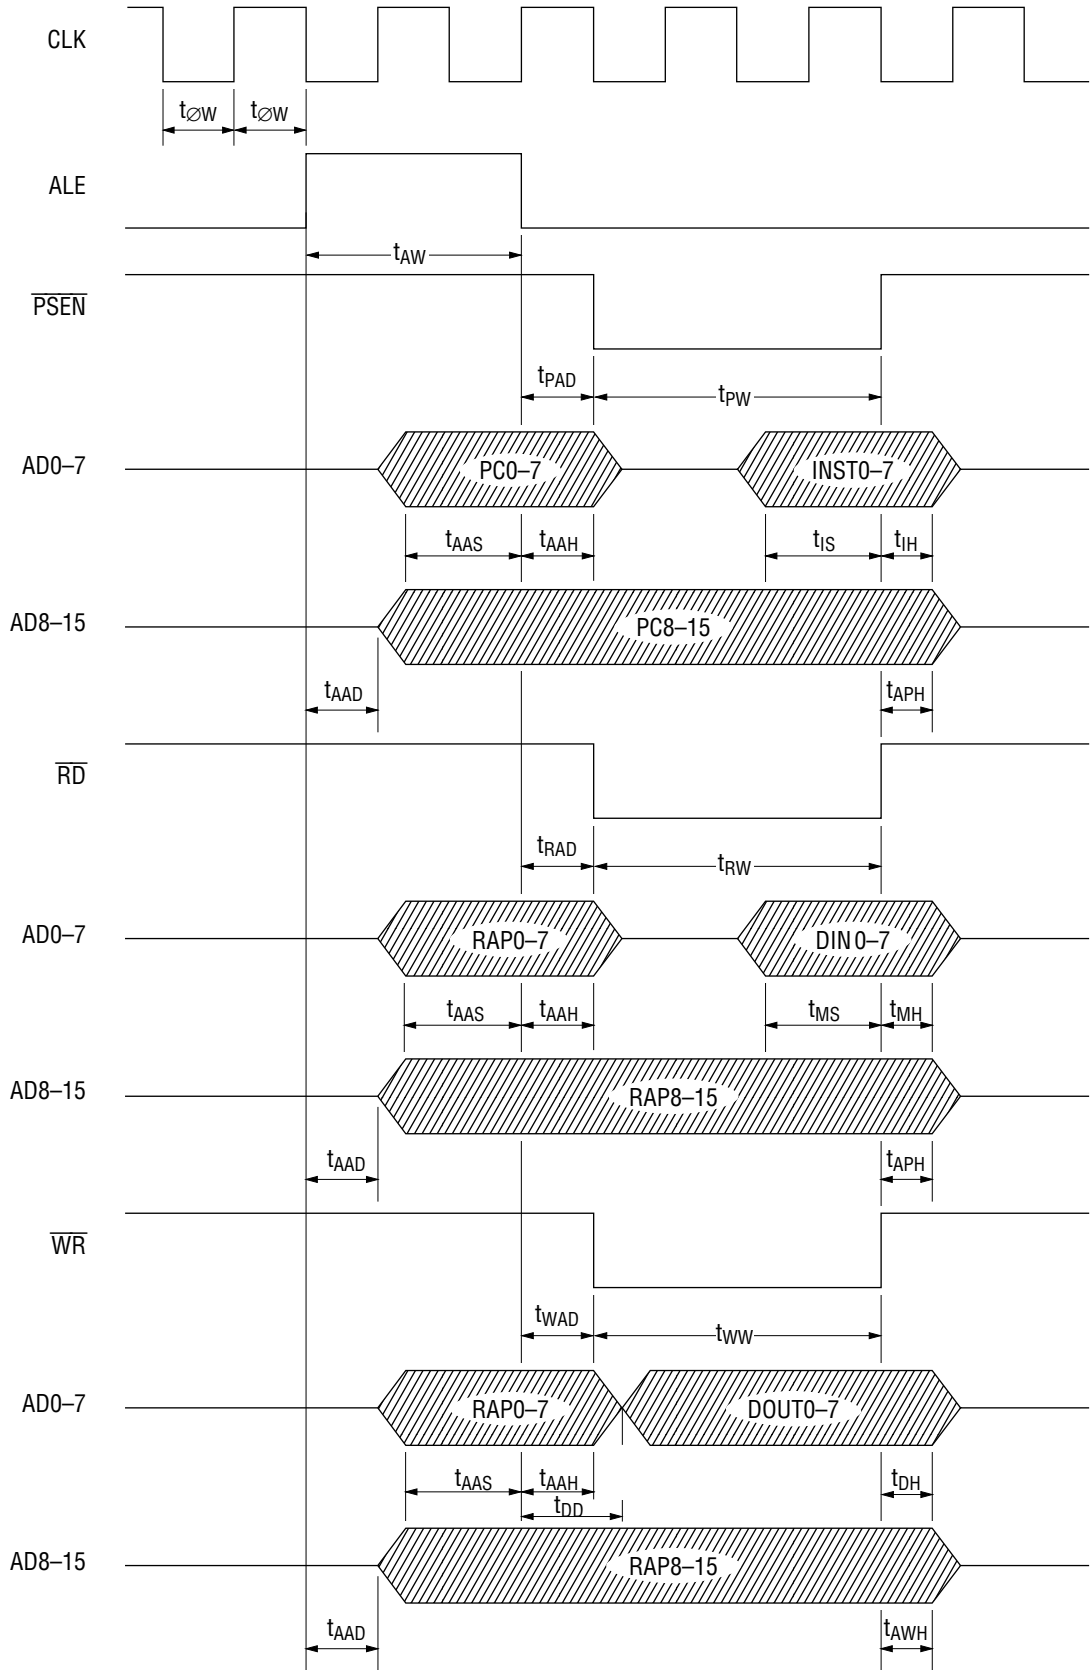 CLK
tØW tØW
ALE
tAW
PSEN
tPAD tPW
AD0–7 PC0–7 INST0–7
tAAS tAAH tIS tIH
AD8–15 PC8–15
tAAD tAPH
RD
tRAD tRW
AD0–7 RAP0–7 DIN0–7
tAAS tAAH tMS tMH
AD8–15 RAP8–15
tAAD tAPH
WR
tWAD tWW
AD0–7 RAP0–7 DOUT0–7
tAAS tAAH tDH
tDD
AD8–15 RAP8–15
tAAD tAWH